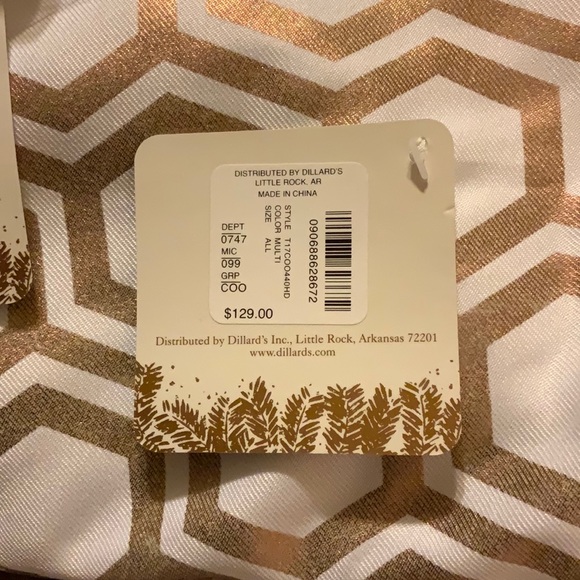 DISTRIBUTED BY DILLARD'S
LITTLE ROCK, AR
MADE IN CHINA
DEPT
0747
MIC
099
GRP
COO
STYLE T17COO440HD
COLOR MULTI
SIZE ALL
090688628672
$129.00
Distributed by Dillard's Inc., Little Rock, Arkansas 72201
www.dillards.com